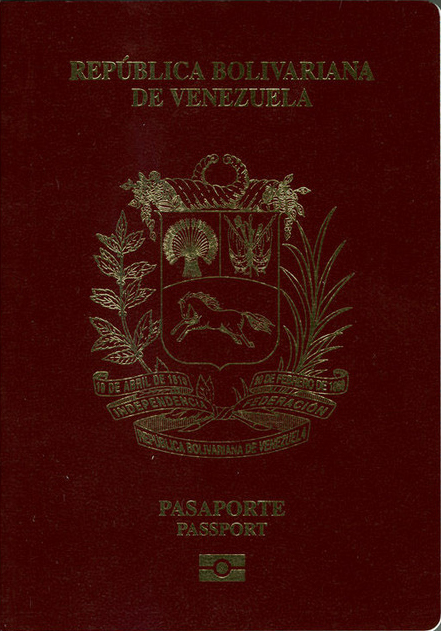 REPÚBLICA BOLIVARIANA
DE VENEZUELA
19 DE ABRIL DE 1810
20 DE FEBRERO DE 1859
INDEPENDENCIA
FEDERACIÓN
REPÚBLICA BOLIVARIANA DE VENEZUELA
PASAPORTE
PASSPORT